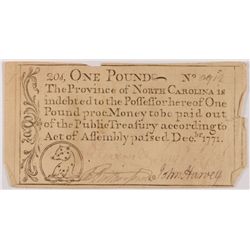 20s, ONE POUND No
The Province of NORTH CAROLINA is
indebted to the Possessor hereof One
Pound proc. Money to be paid out
of the Public Treasury according to
Act of Assembly passed. Dec.br 1771.
John Harvey